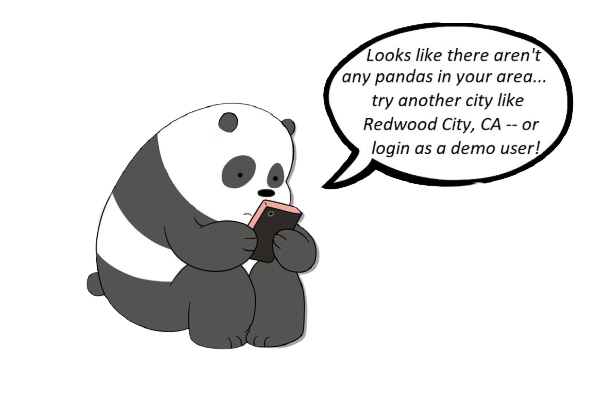 Looks like there aren't
any pandas in your area...
try another city like
Redwood City, CA -- or
login as a demo user!